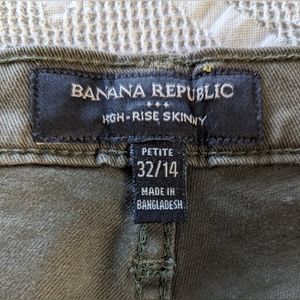 BANANA REPUBLIC
HIGH-RISE SKINNY
PETITE
32/14
MADE IN
BANGLADESH